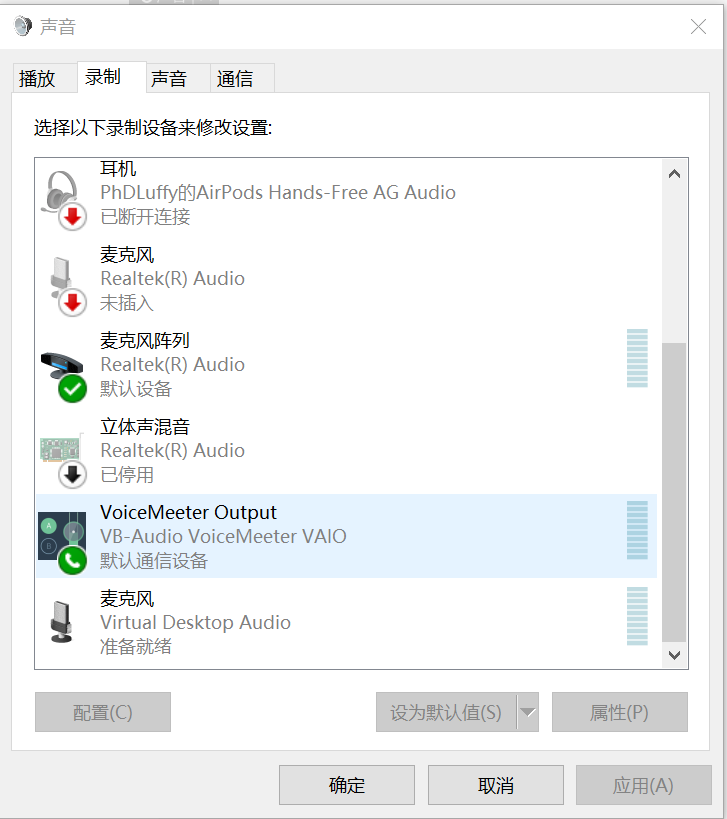 声音
播放 录制 声音 通信
选择以下录制设备来修改设置:
耳机
PhDLuffy的AirPods Hands-Free AG Audio
已断开连接
麦克风
Realtek(R) Audio
未插入
麦克风阵列
Realtek(R) Audio
默认设备
立体声混音
Realtek(R) Audio
已停用
VoiceMeeter Output
VB-Audio VoiceMeeter VAIO
默认通信设备
麦克风
Virtual Desktop Audio
准备就绪
配置(C) 设为默认值(S) 属性(P)
确定 取消 应用(A)